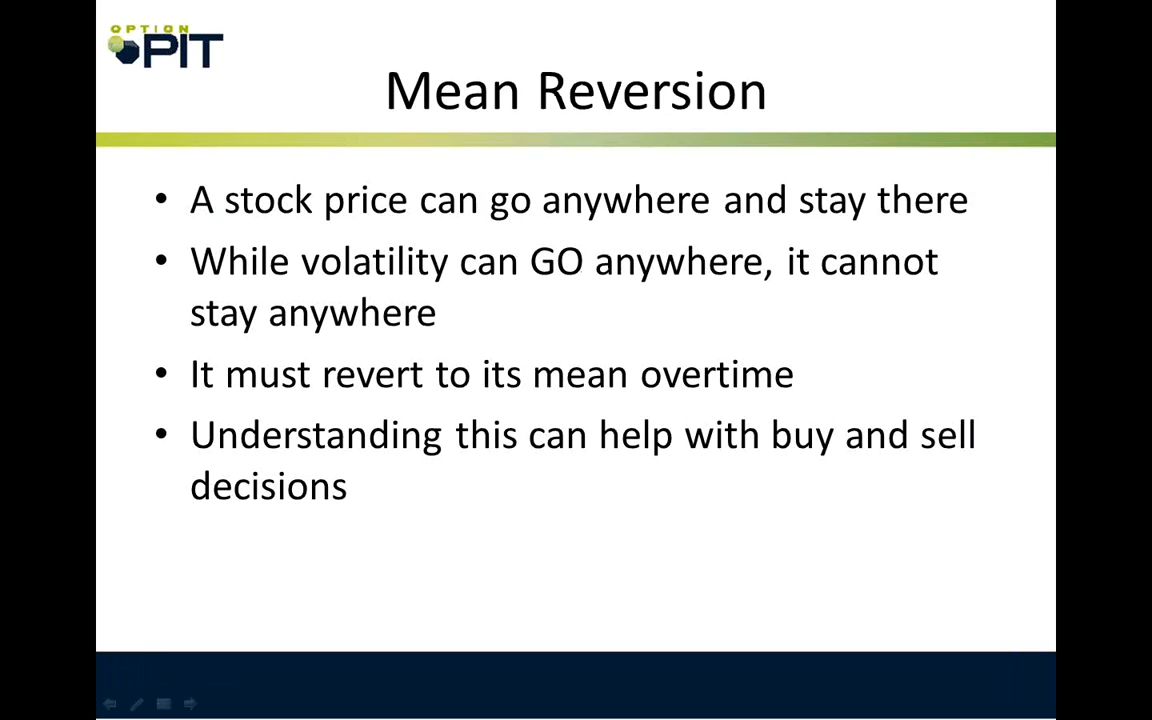 OPTION
PIT
Mean Reversion
• A stock price can go anywhere and stay there
• While volatility can GO anywhere, it cannot
stay anywhere
• It must revert to its mean overtime
• Understanding this can help with buy and sell
decisions